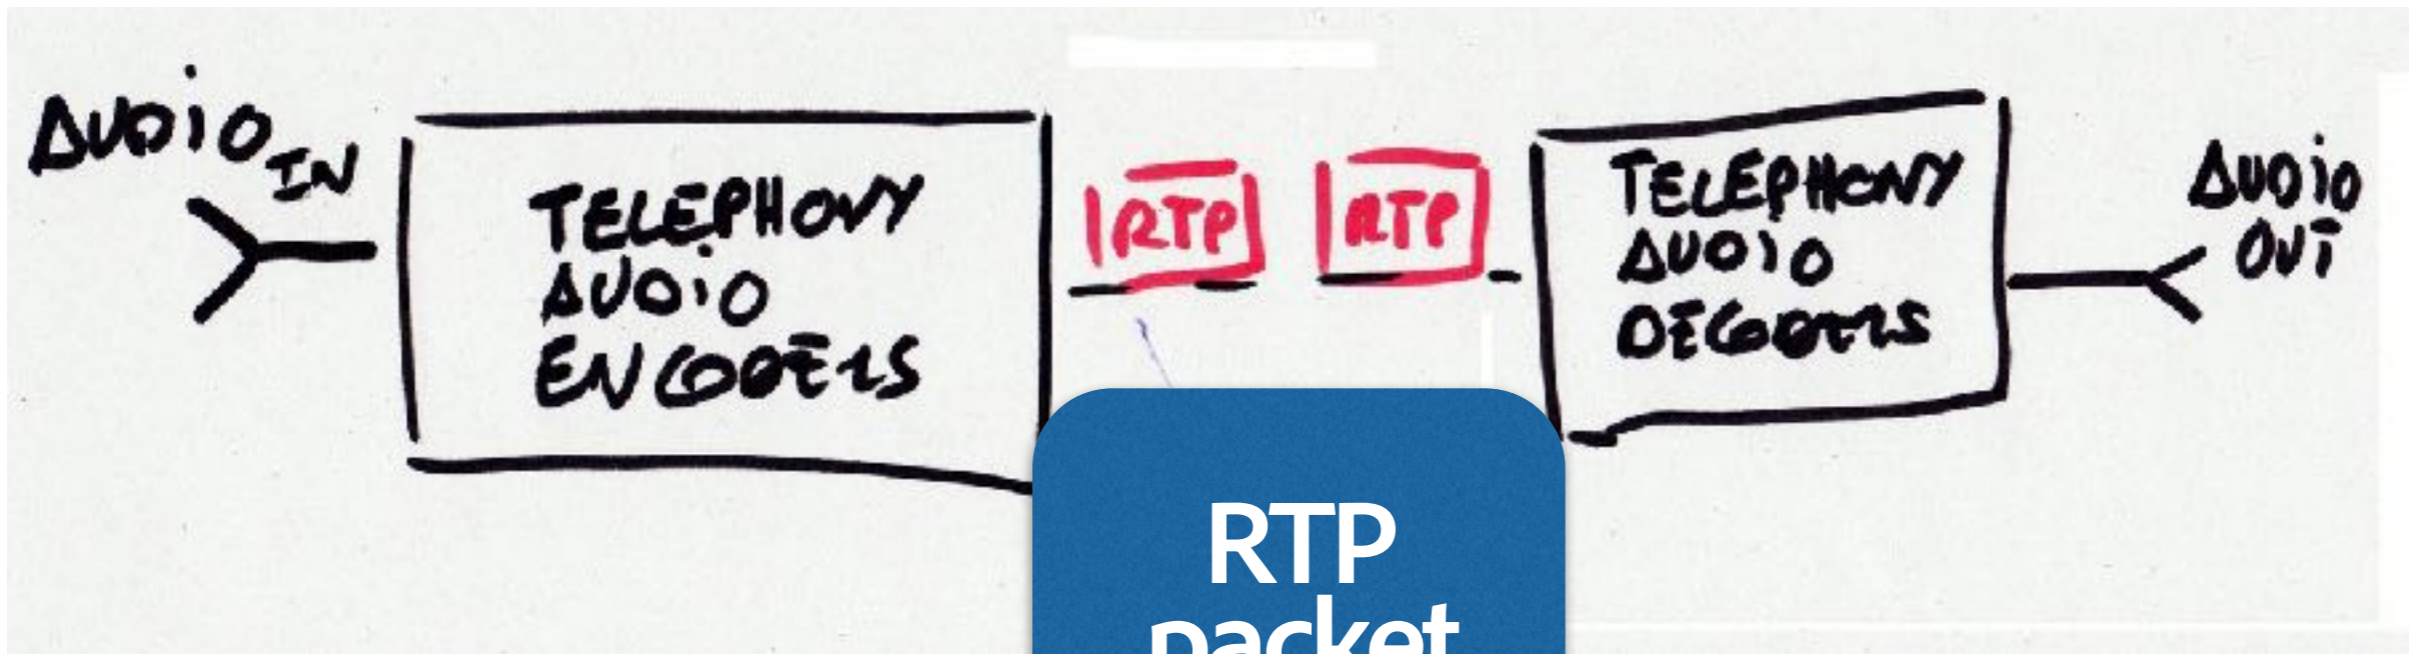 AUDIO IN
TELEPHONY
AUDIO
ENCODERS
RTP
RTP
TELEPHONY
AUDIO
DECODERS
AUDIO
OUT
RTP
packet